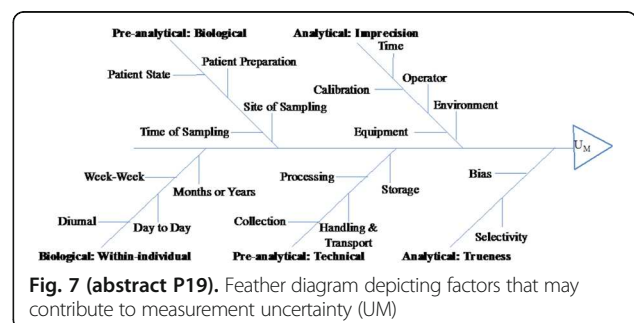 Pre-analytical: Biological
Analytical: Imprecision
Time
Patient Preparation
Patient State
Operator
Calibration
Environment
Site of Sampling
Time of Sampling
Equipment
UM
Week-Week
Months or Years
Processing
Storage
Bias
Diurnal
Day to Day
Collection
Handling &
Transport
Selectivity
Biological: Within-individual
Pre-analytical: Technical
Analytical: Trueness
Fig. 7 (abstract P19). Feather diagram depicting factors that may
contribute to measurement uncertainty (UM)